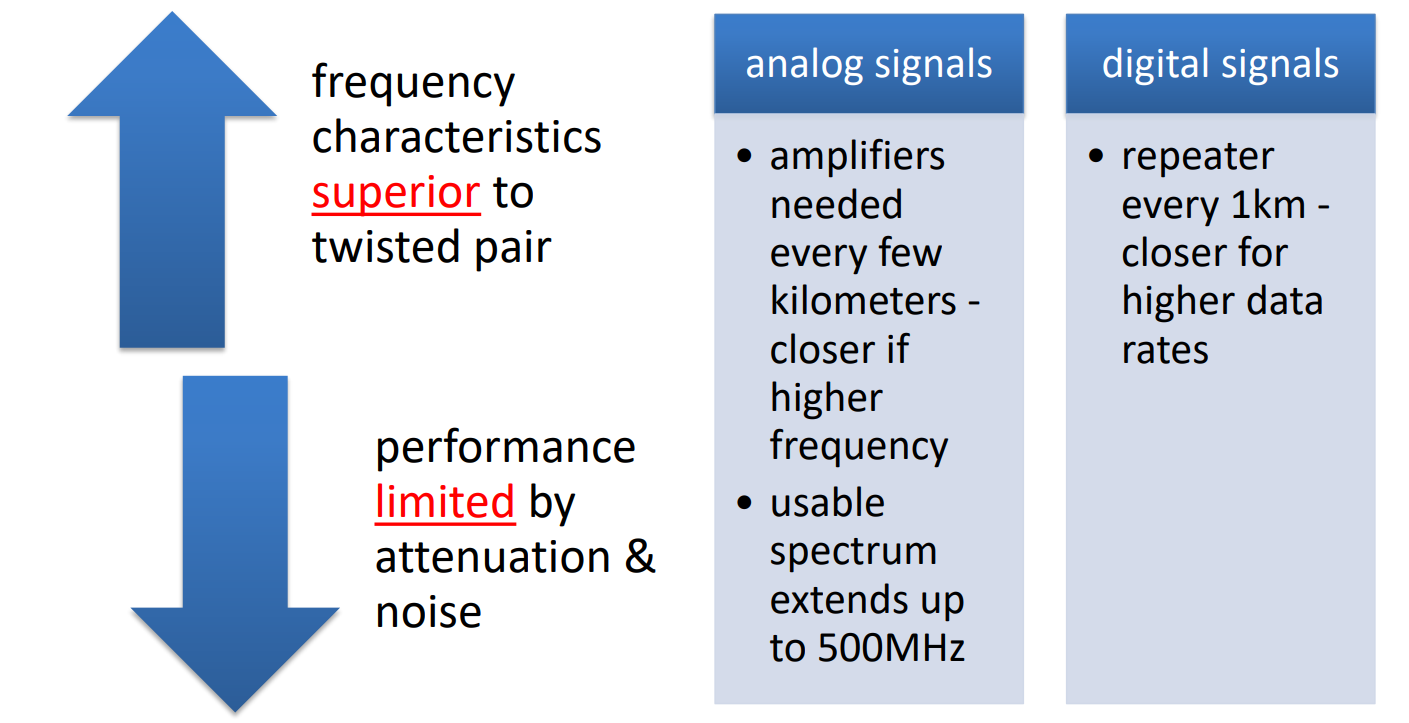 frequency
characteristics
superior to
twisted pair
performance
limited by
attenuation &
noise
analog signals
• amplifiers
needed
every few
kilometers -
closer if
higher
frequency
• usable
spectrum
extends up
to 500MHz
digital signals
• repeater
every 1km -
closer for
higher data
rates